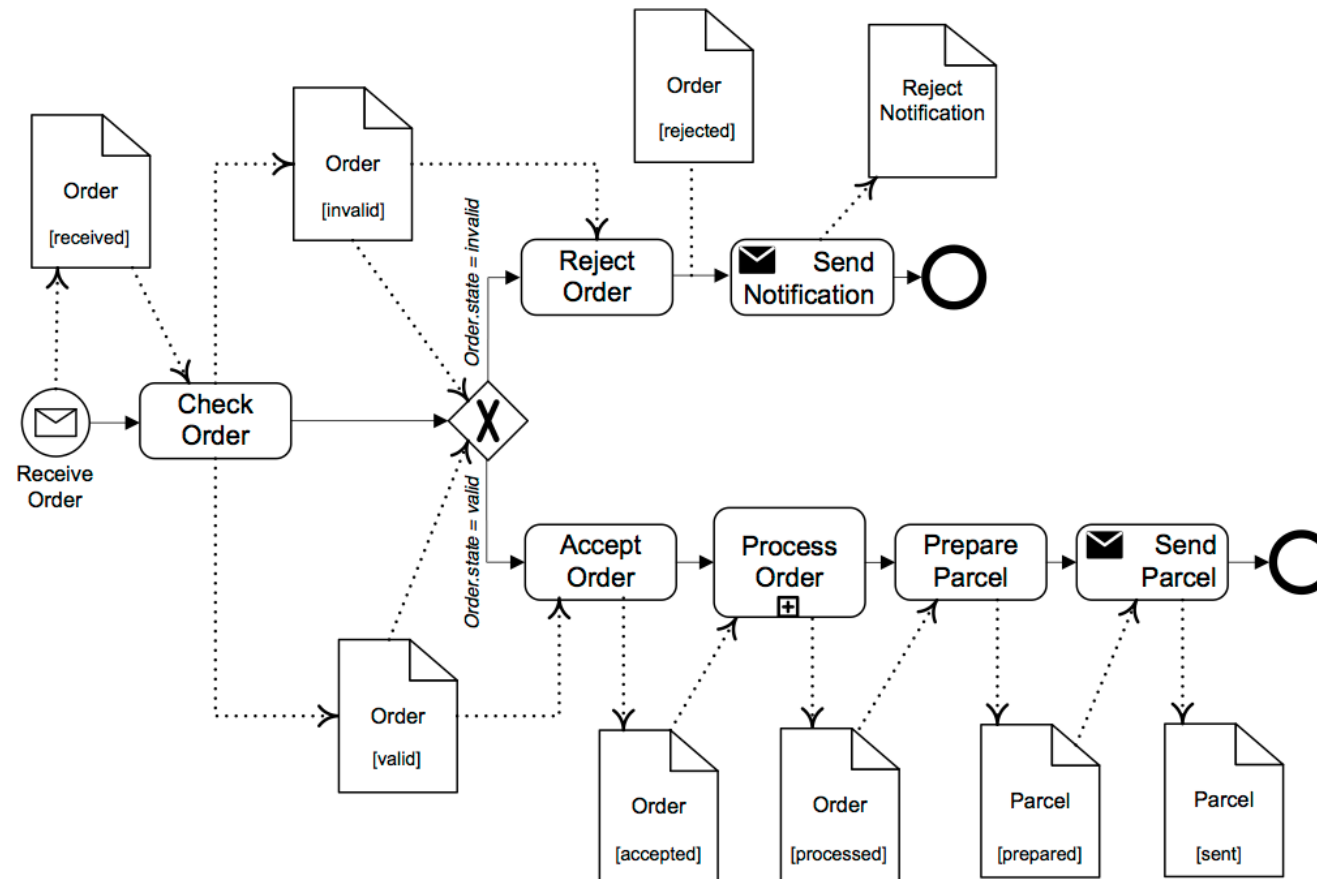 Order
[rejected]
Reject
Notification
Order
[received]
Order
[invalid]
Order.state = invalid
Reject
Order
Send
Notification
Receive
Order
Check
Order
X
Order.state = valid
Accept
Order
Process
Order
Prepare
Parcel
Send
Parcel
Order
[valid]
Order
[accepted]
Order
[processed]
Parcel
[prepared]
Parcel
[sent]